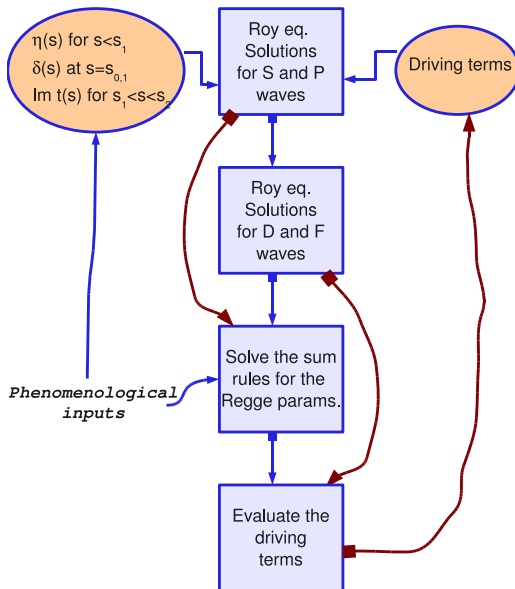 η(s) for s<s₁
δ(s) at s=s₀,₁
Im t(s) for s₁<s<s₂
Roy eq.
Solutions
for S and P
waves
Driving terms
Roy eq.
Solutions
for D and F
waves
Solve the sum
rules for the
Regge params.
Phenomenological
inputs
Evaluate the
driving
terms